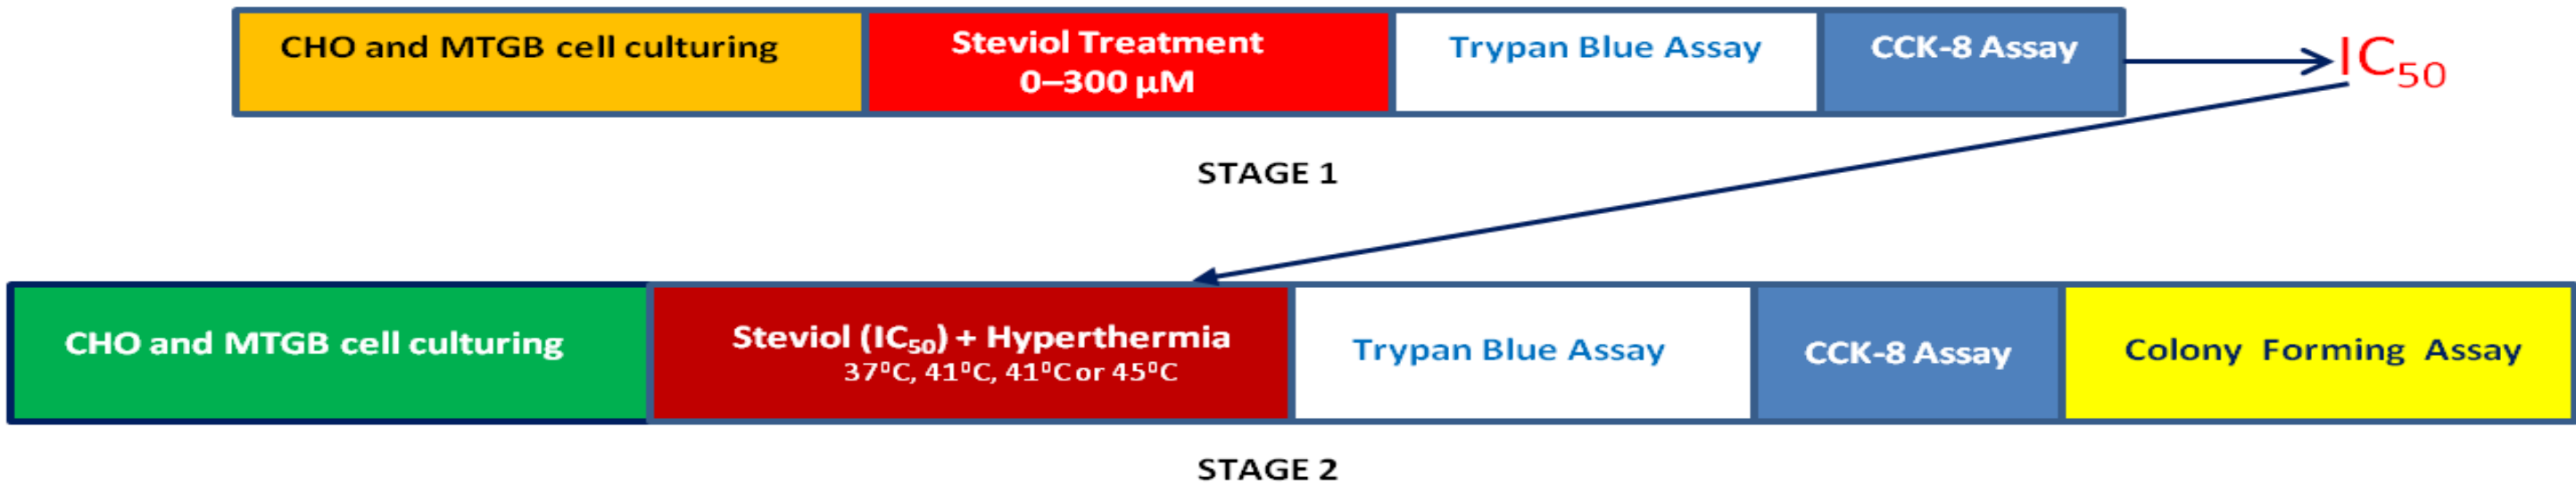 CHO and MTGB cell culturing
Steviol Treatment
0–300 µM
Trypan Blue Assay
CCK-8 Assay
IC₅₀
STAGE 1
CHO and MTGB cell culturing
Steviol (IC₅₀) + Hyperthermia
37⁰C, 41⁰C, 41⁰C or 45⁰C
Trypan Blue Assay
CCK-8 Assay
Colony Forming Assay
STAGE 2